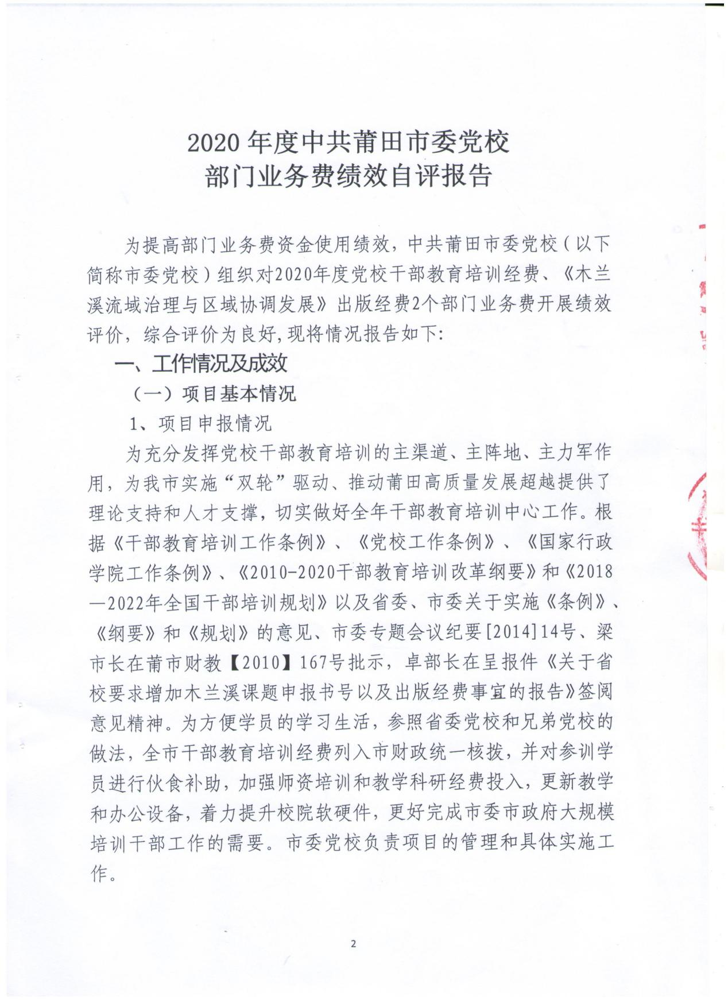 2020 年度中共莆田市委党校
部门业务费绩效自评报告
为提高部门业务费资金使用绩效，中共莆田市委党校（以下
简称市委党校）组织对2020年度党校干部教育培训经费、《木兰
溪流域治理与区域协调发展》出版经费2个部门业务费开展绩效
评价，综合评价为良好,现将情况报告如下：
一、工作情况及成效
（一）项目基本情况
1、项目申报情况
为充分发挥党校干部教育培训的主渠道、主阵地、主力军作
用，为我市实施“双轮”驱动、推动莆田高质量发展超越提供了
理论支持和人才支撑，切实做好全年干部教育培训中心工作。根
据《干部教育培训工作条例》、《党校工作条例》、《国家行政
学院工作条例》、《2010-2020干部教育培训改革纲要》和《2018
—2022年全国干部培训规划》以及省委、市委关于实施《条例》、
《纲要》和《规划》的意见、市委专题会议纪要[2014]14号、梁
市长在莆市财教【2010】167号批示，卓部长在呈报件《关于省
校要求增加木兰溪课题申报书号以及出版经费事宜的报告》签阅
意见精神。为方便学员的学习生活，参照省委党校和兄弟党校的
做法，全市干部教育培训经费列入市财政统一核拨，并对参训学
员进行伙食补助，加强师资培训和教学科研经费投入，更新教学
和办公设备，着力提升校院软硬件，更好完成市委市政府大规模
培训干部工作的需要。市委党校负责项目的管理和具体实施工
作。
2